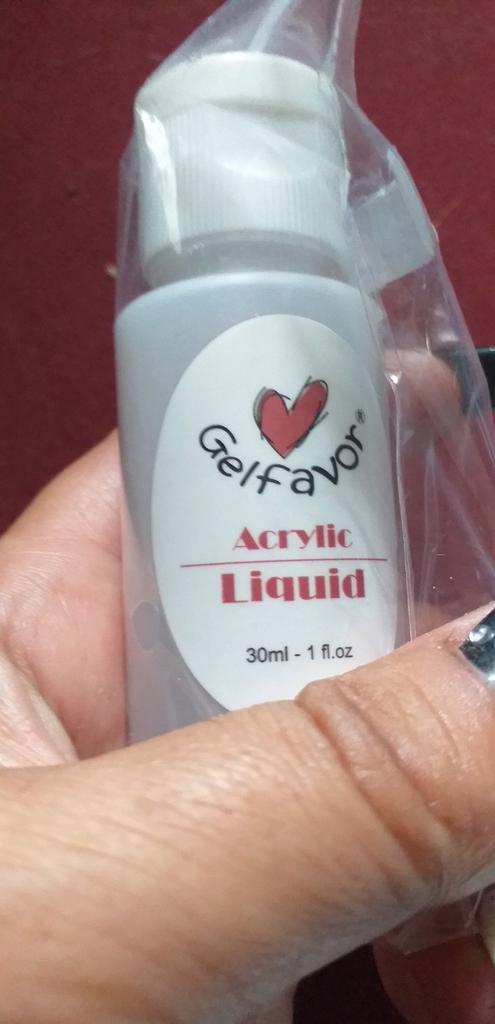 Gelfavor®
Acrylic
Liquid
30ml - 1 fl.oz